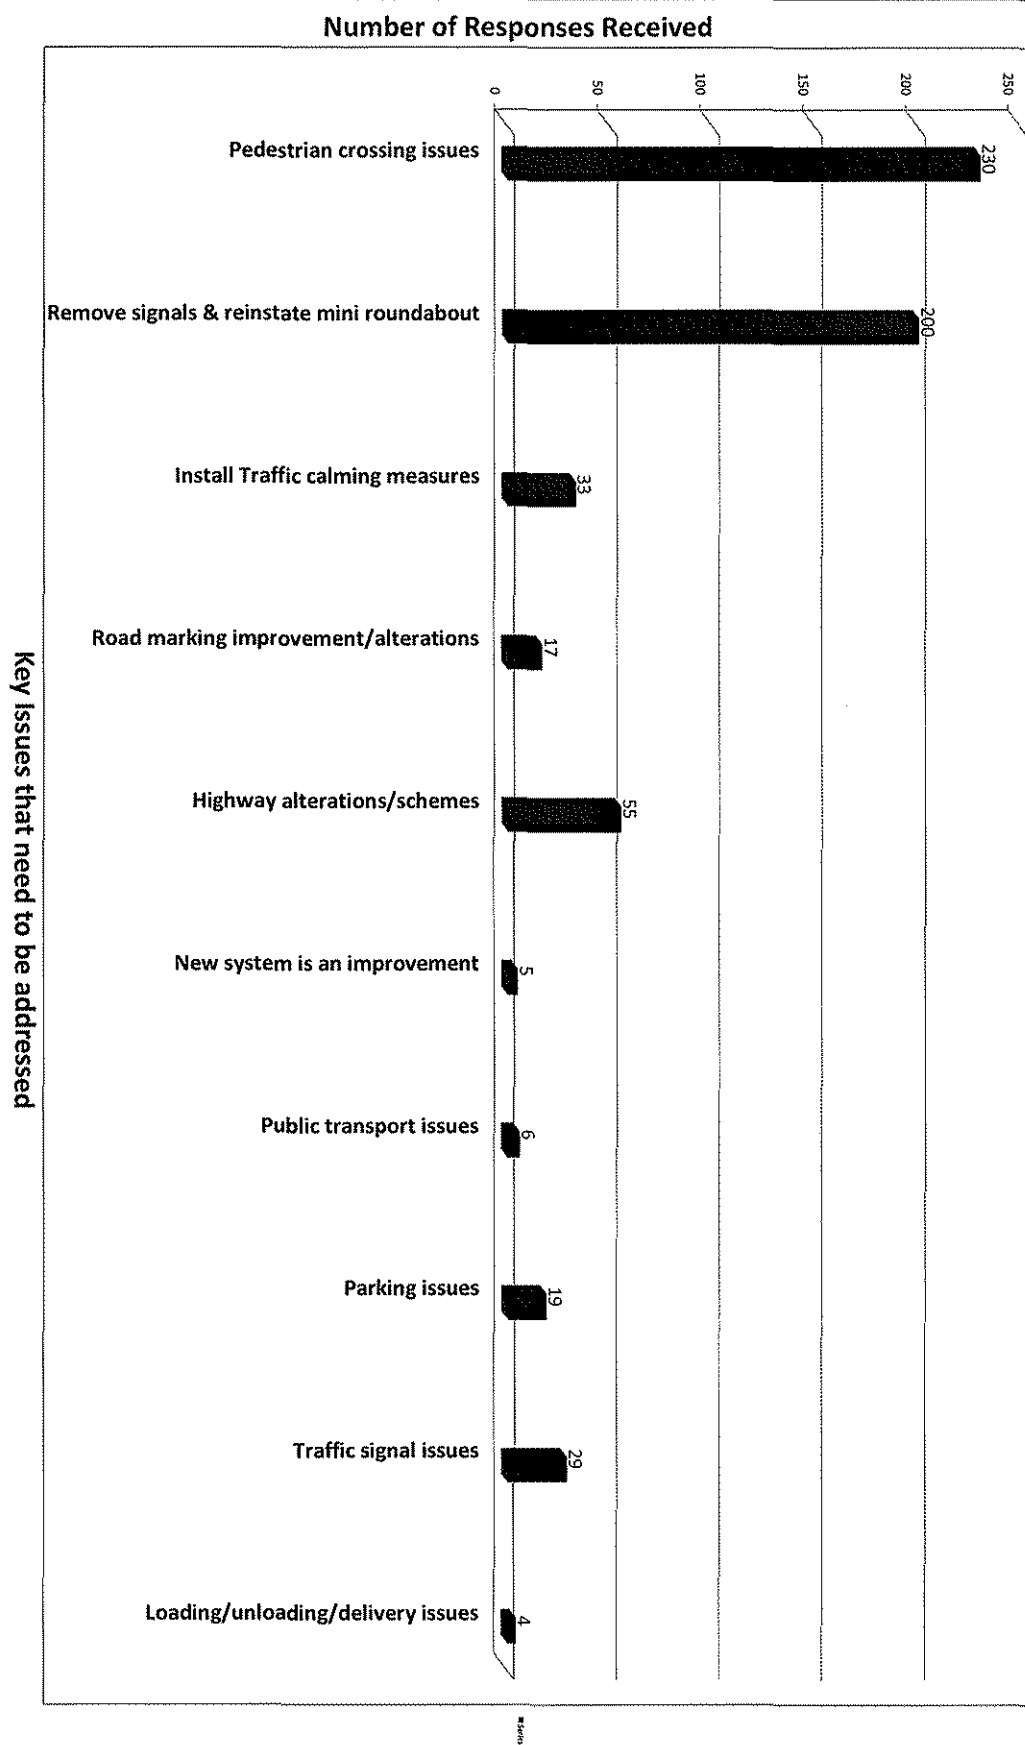 Number of Responses Received
0
50
100
150
200
250
Pedestrian crossing issues
230
Remove signals & reinstate mini roundabout
200
Install Traffic calming measures
33
Road marking improvement/alterations
17
Highway alterations/schemes
55
New system is an improvement
5
Public transport issues
6
Parking issues
19
Traffic signal issues
29
Loading/unloading/delivery issues
4
Key issues that need to be addressed